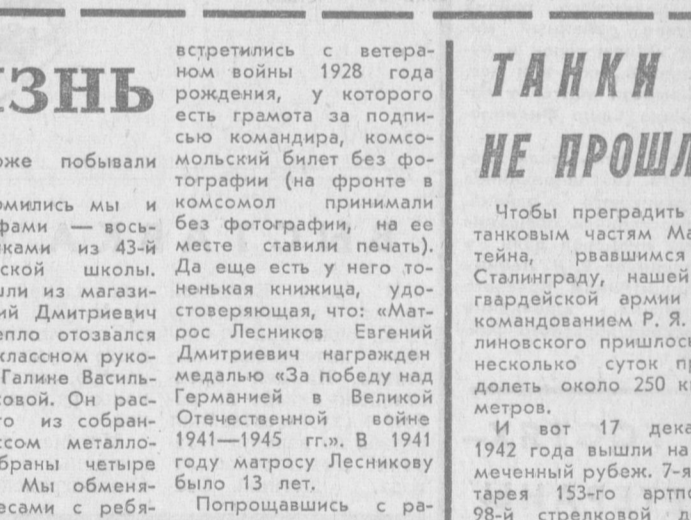 ИЗНЬ
оже побывали
омились мы и
фами — вось-
иками из 43-й
ской школы.
шли из магази-
ий Дмитриевич
епло отозвался
классном руко-
Галине Василь-
совой. Он рас-
го из собран-
ссом металло-
браны четыре
Мы обменя-
есами с ребя-
встретились с ветера-
ном войны 1928 года
рождения, у которого
есть грамота за подпи-
сью командира, комсо-
мольский билет без фо-
тографии (на фронте в
комсомол принимали
без фотографии, на ее
месте ставили печать).
Да еще есть у него то-
ненькая книжица, удо-
стоверяющая, что: «Мат-
рос Лесников Евгений
Дмитриевич награжден
медалью «За победу над
Германией в Великой
Отечественной войне
1941—1945 гг.». В 1941
году матросу Лесникову
было 13 лет.
Попрощавшись с ра-
ТАНКИ
НЕ ПРОШЛ
Чтобы преградить
танковым частям Ма
тейна, рвавшимся
Сталинграду, нашей
гвардейской армии
командованием Р. Я.
линовского пришлос
несколько суток пр
долеть около 250 ки
метров.
И вот 17 дека
1942 года вышли на
меченный рубеж. 7-я
тарея 153-го артпо
98-й стрелковой д